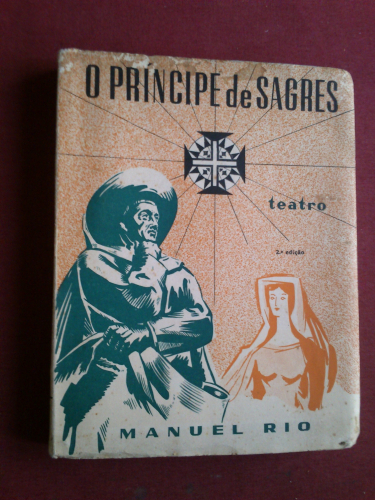 O PRINCIPE de SAGRES
teatro
2.ª edição
MANUEL RIO